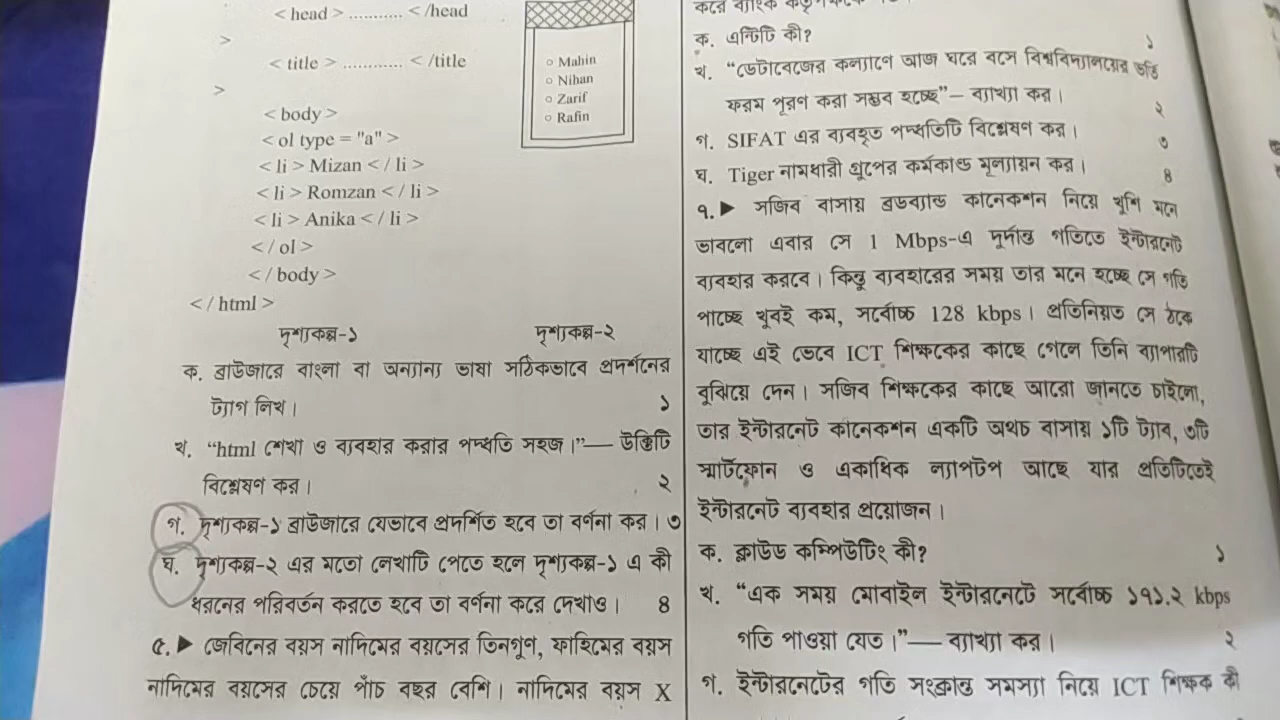 < head > ........... < /head
>
< title > ............ < /title
>
< body >
< ol type = "a" >
< li > Mizan < / li >
< li > Romzan < / li >
< li > Anika < / li >
< / ol >
< / body >
< / html >
○ Mahin
○ Nihan
○ Zarif
○ Rafin
দৃশ্যকল্প-১ দৃশ্যকল্প-২
ক. ব্রাউজারে বাংলা বা অন্যান্য ভাষা সঠিকভাবে প্রদর্শনের
ট্যাগ লিখ। ১
খ. “html শেখা ও ব্যবহার করার পদ্ধতি সহজ।”— উক্তিটি
বিশ্লেষণ কর। ২
গ. দৃশ্যকল্প-১ ব্রাউজারে যেভাবে প্রদর্শিত হবে তা বর্ণনা কর। ৩
ঘ. দৃশ্যকল্প-২ এর মতো লেখাটি পেতে হলে দৃশ্যকল্প-১ এ কী
ধরনের পরিবর্তন করতে হবে তা বর্ণনা করে দেখাও। ৪
৫.▶ জেবিনের বয়স নাদিমের বয়সের তিনগুণ, ফাহিমের বয়স
নাদিমের বয়সের চেয়ে পাঁচ বছর বেশি। নাদিমের বয়স X
করে ব্যাংক
ক. এন্টিটি কী? ১
খ. “ডেটাবেজের কল্যাণে আজ ঘরে বসে বিশ্ববিদ্যালয়ের ভর্তি
ফরম পূরণ করা সম্ভব হচ্ছে”— ব্যাখ্যা কর। ২
গ. SIFAT এর ব্যবহৃত পদ্ধতিটি বিশ্লেষণ কর। ৩
ঘ. Tiger নামধারী গ্রুপের কর্মকান্ড মূল্যায়ন কর। ৪
৭.▶ সজিব বাসায় ব্রডব্যান্ড কানেকশন নিয়ে খুশি মনে
ভাবলো এবার সে 1 Mbps-এ দুর্দান্ত গতিতে ইন্টারনেট
ব্যবহার করবে। কিন্তু ব্যবহারের সময় তার মনে হচ্ছে সে গতি
পাচ্ছে খুবই কম, সর্বোচ্চ 128 kbps। প্রতিনিয়ত সে ঠকে
যাচ্ছে এই ভেবে ICT শিক্ষকের কাছে গেলে তিনি ব্যাপারটি
বুঝিয়ে দেন। সজিব শিক্ষকের কাছে আরো জানতে চাইলো,
তার ইন্টারনেট কানেকশন একটি অথচ বাসায় ১টি ট্যাব, ৩টি
স্মার্টফোন ও একাধিক ল্যাপটপ আছে যার প্রতিটিতেই
ইন্টারনেট ব্যবহার প্রয়োজন।
ক. ক্লাউড কম্পিউটিং কী? ১
খ. “এক সময় মোবাইল ইন্টারনেটে সর্বোচ্চ ১৭১.২ kbps
গতি পাওয়া যেত।”— ব্যাখ্যা কর। ২
গ. ইন্টারনেটের গতি সংক্রান্ত সমস্যা নিয়ে ICT শিক্ষক কী